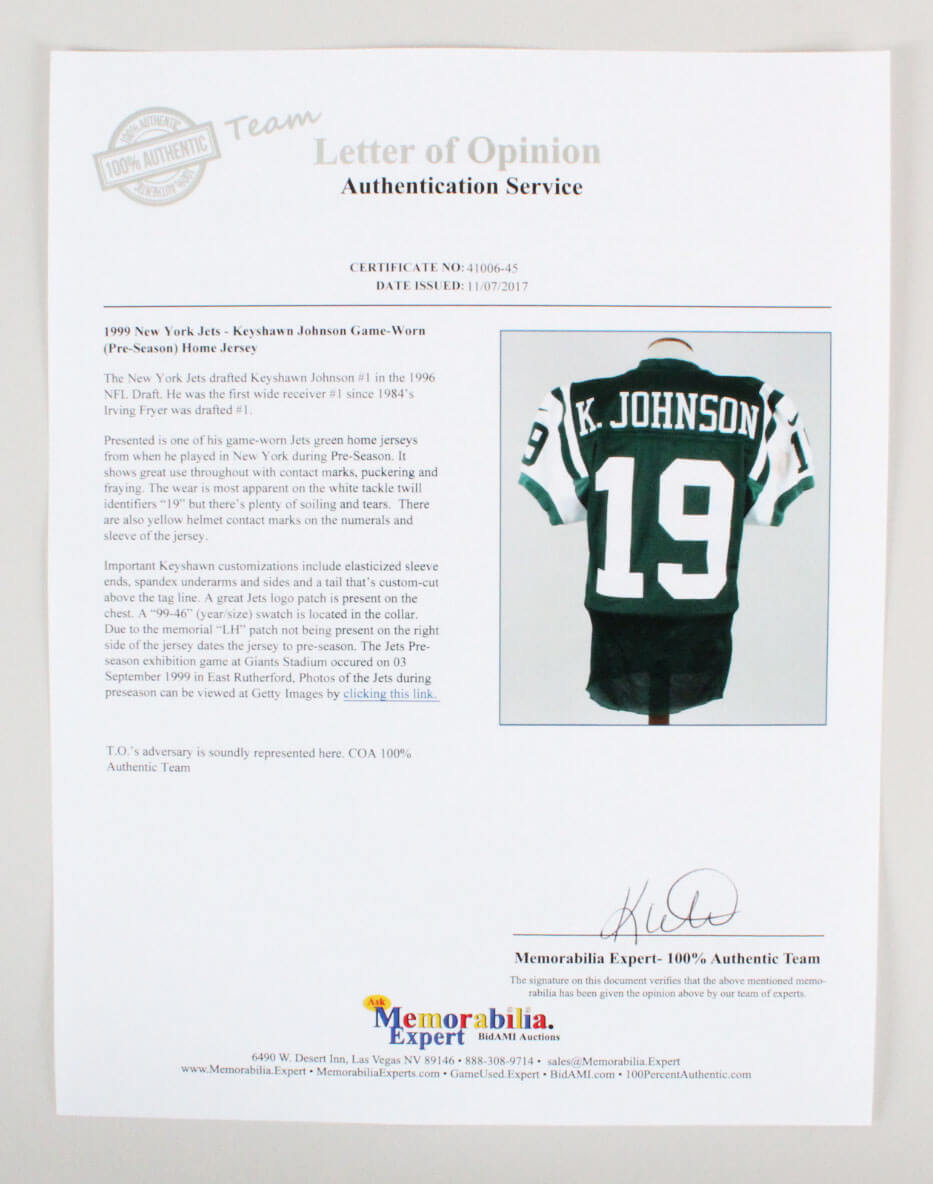 100% AUTHENTIC
100% AUTHENTIC
100% AUTHENTIC
Team
Letter of Opinion
Authentication Service
CERTIFICATE NO: 41006-45
DATE ISSUED: 11/07/2017
1999 New York Jets - Keyshawn Johnson Game-Worn
(Pre-Season) Home Jersey
The New York Jets drafted Keyshawn Johnson #1 in the 1996
NFL Draft. He was the first wide receiver #1 since 1984's
Irving Fryer was drafted #1.
Presented is one of his game-worn Jets green home jerseys
from when he played in New York during Pre-Season. It
shows great use throughout with contact marks, puckering and
fraying. The wear is most apparent on the white tackle twill
identifiers "19" but there's plenty of soiling and tears. There
are also yellow helmet contact marks on the numerals and
sleeve of the jersey.
Important Keyshawn customizations include elasticized sleeve
ends, spandex underarms and sides and a tail that's custom-cut
above the tag line. A great Jets logo patch is present on the
chest. A "99-46" (year/size) swatch is located in the collar.
Due to the memorial "LH" patch not being present on the right
side of the jersey dates the jersey to pre-season. The Jets Pre-
season exhibition game at Giants Stadium occured on 03
September 1999 in East Rutherford, Photos of the Jets during
preseason can be viewed at Getty Images by clicking this link.
T.O.'s adversary is soundly represented here. COA 100%
Authentic Team
K. JOHNSON
19
9
1
Memorabilia Expert- 100% Authentic Team
The signature on this document verifies that the above mentioned memo-
rabilia has been given the opinion above by our team of experts.
Ask
Memorabilia.
Expert BidAMI Auctions
6490 W. Desert Inn, Las Vegas NV 89146 • 888-308-9714 • sales@Memorabilia.Expert
www.Memorabilia.Expert • MemorabiliaExperts.com • GameUsed.Expert • BidAMI.com • 100PercentAuthentic.com